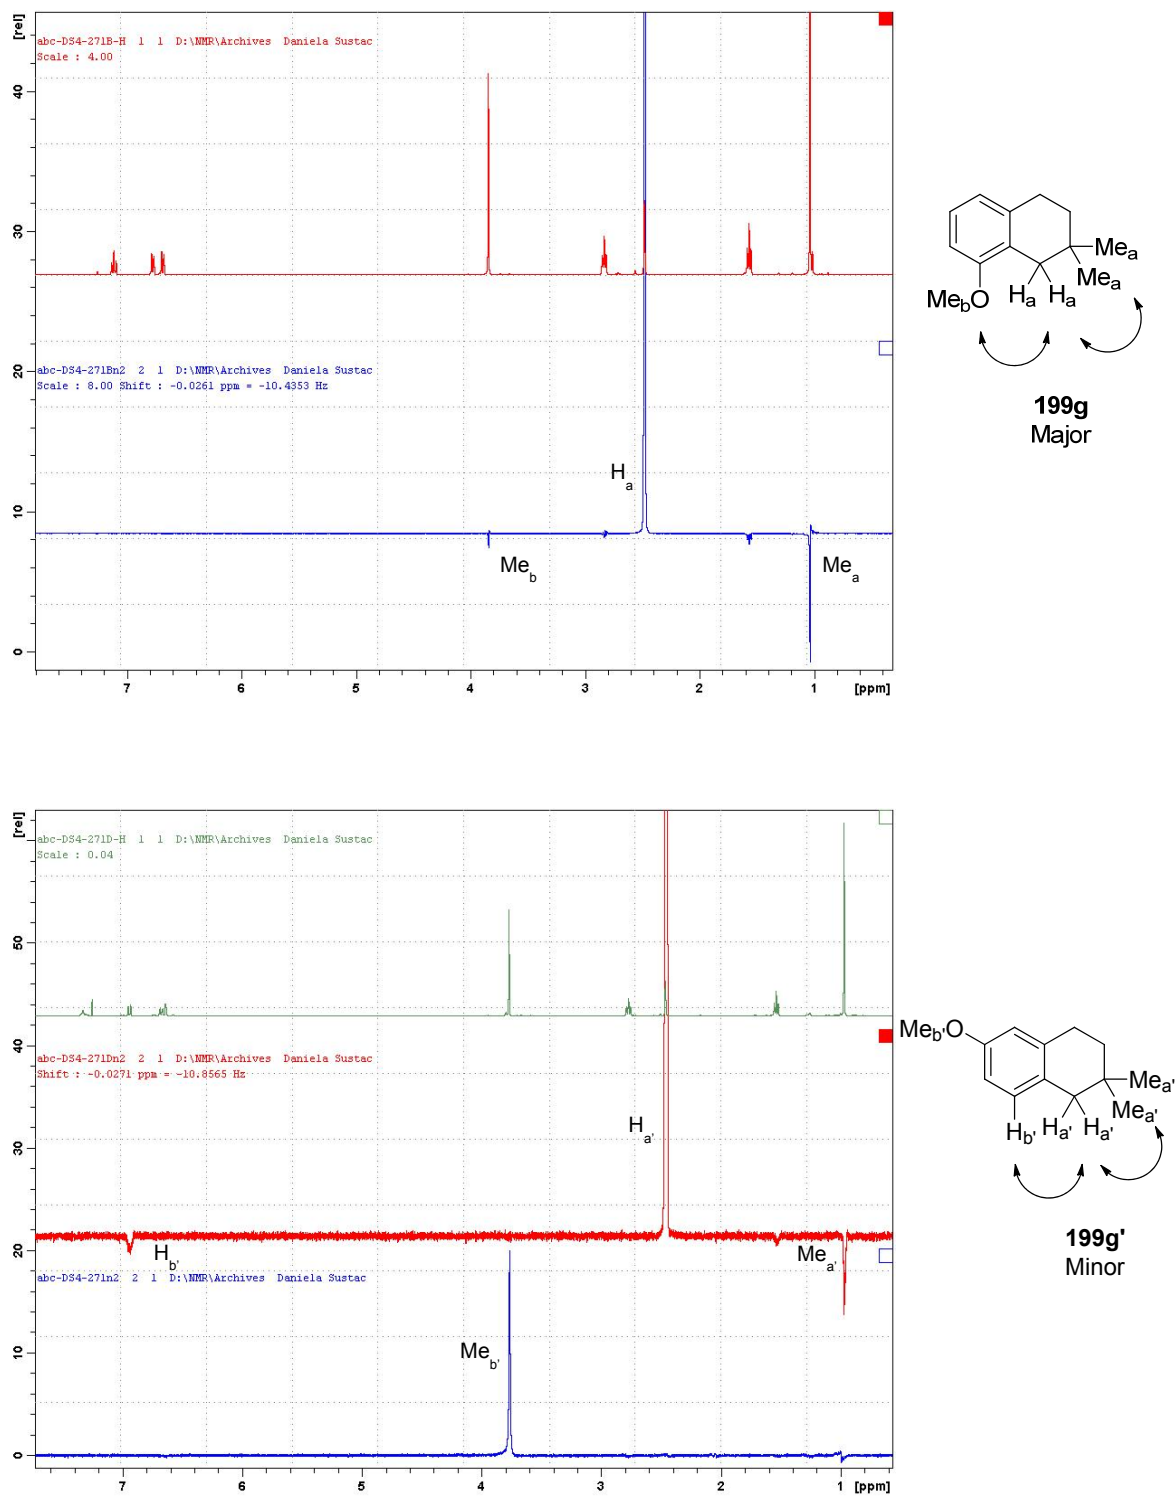 [rel]
abc-DS4-271B-H 1 1 D:\NMR\Archives Daniela Sustac
Scale : 4.00
40
30
abc-DS4-271Bn2 2 1 D:\NMR\Archives Daniela Sustac
Scale : 8.00 Shift : -0.0261 ppm = -10.4353 Hz
20
Ha
10
Meb
Mea
0
7 6 5 4 3 2 1 [ppm]
Mea
Mea
MebO
Ha Ha
199g
Major
[rel]
abc-DS4-271D-H 1 1 D:\NMR\Archives Daniela Sustac
Scale : 0.04
50
40
abc-DS4-271Dn2 2 1 D:\NMR\Archives Daniela Sustac
Shift : -0.0271 ppm = -10.8565 Hz
Ha'
30
Hb'
Mea'
20
abc-DS4-271n2 2 1 D:\NMR\Archives Daniela Sustac
Meb'
10
0
7 6 5 4 3 2 1 [ppm]
Meb'O
Mea'
Mea'
Hb' Ha' Ha'
199g'
Minor